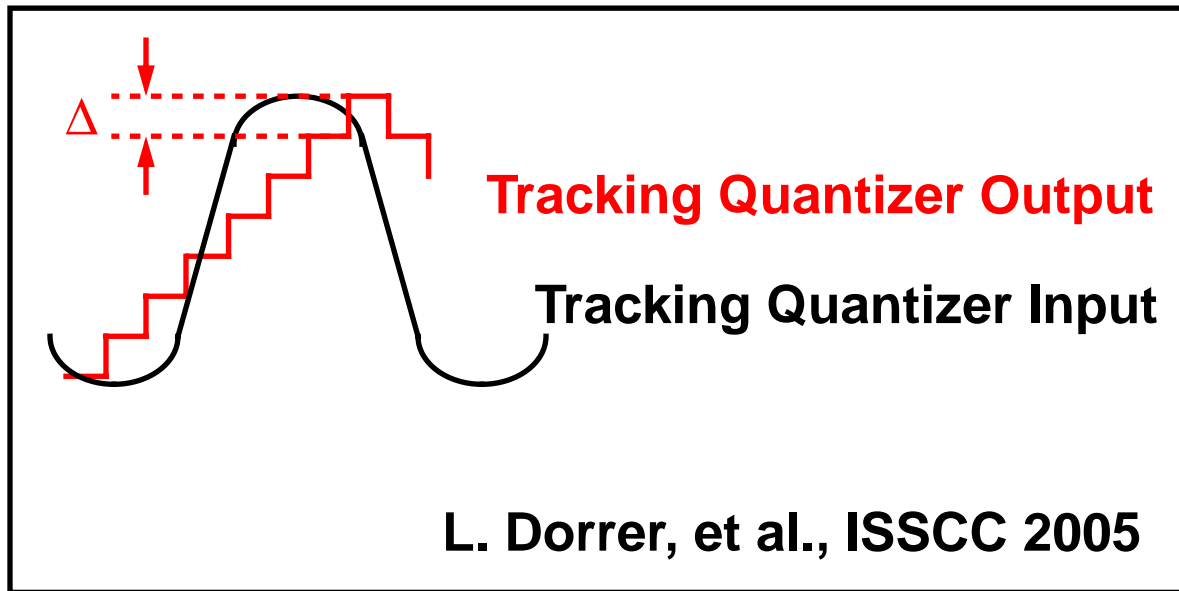 Δ
Tracking Quantizer Output
Tracking Quantizer Input
L. Dorrer, et al., ISSCC 2005